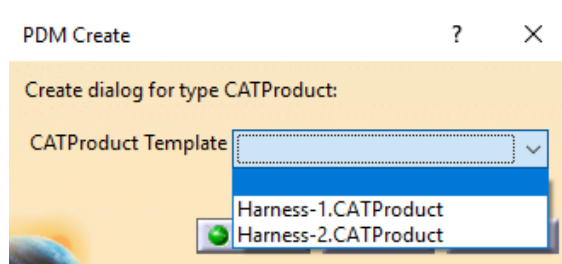 PDM Create ? ×
Create dialog for type CATProduct:
CATProduct Template
Harness-1.CATProduct
Harness-2.CATProduct